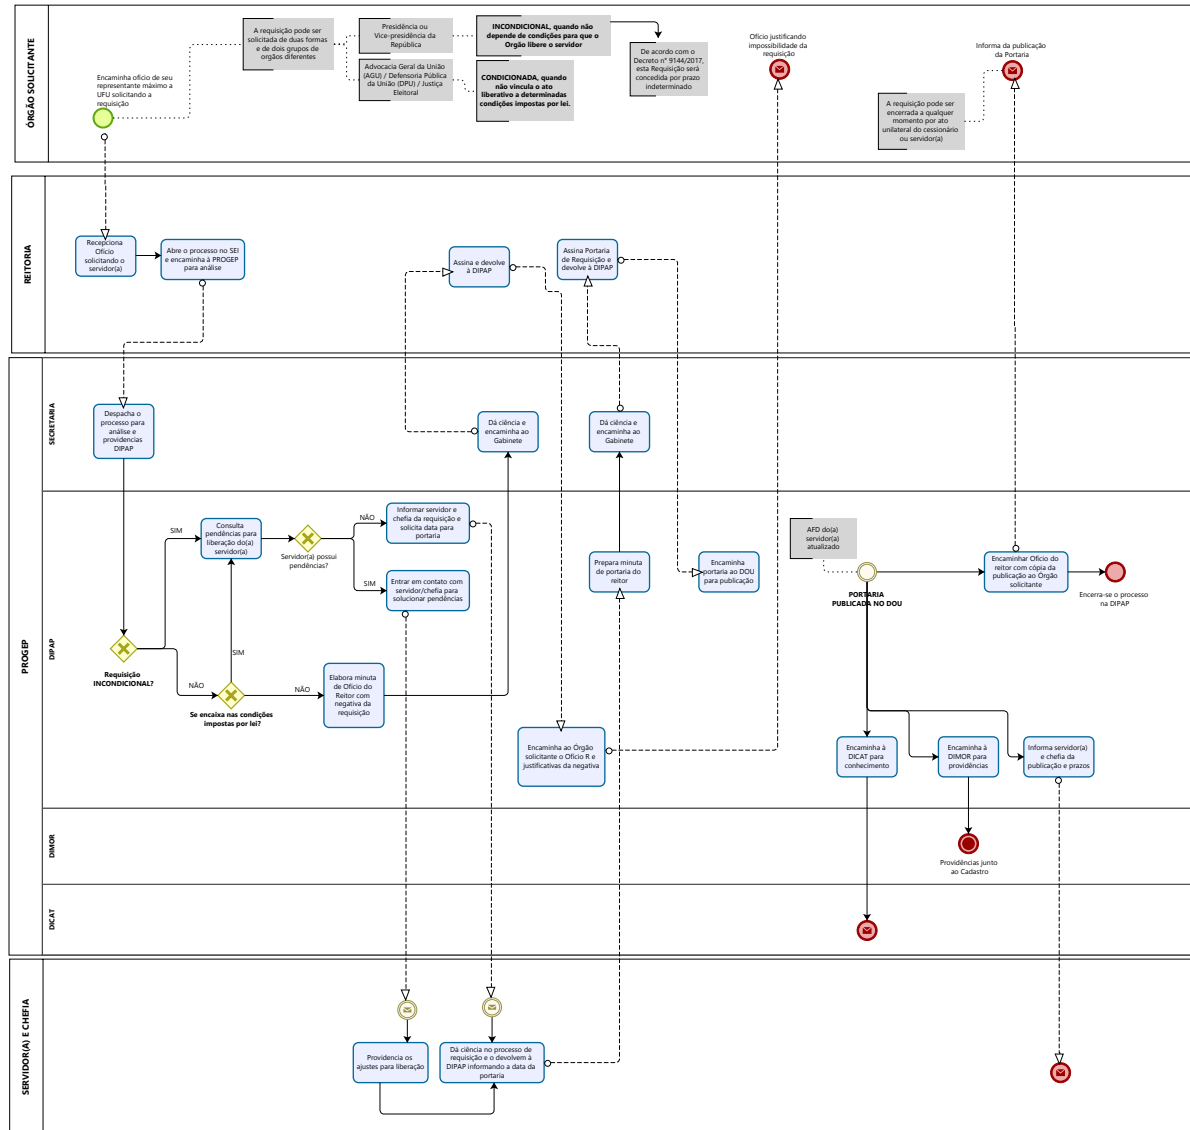 ÓRGÃO SOLICITANTE
Encaminha oficio de seu
representante máximo a
UFU solicitando a
requisição
A requisição pode ser
solicitada de duas formas
e de dois grupos de
orgãos diferentes
Presidência ou
Vice-presidência da
República
Advocacia Geral da União
(AGU) / Defensoria Pública
da União (DPU) / Justiça
Eleitoral
INCONDICIONAL, quando não
depende de condições para que o
Orgão libere o servidor
CONDICIONADA, quando
não vincula o ato
liberativo a determinadas
condições impostas por lei.
De acordo com o
Decreto n° 9144/2017,
esta Requisição será
concedida por prazo
indeterminado
Oficio justificando
impossibilidade da
requisição
A requisição pode ser
encerrada a qualquer
momento por ato
unilateral do cessionário
ou servidor(a)
Informa da publicação
da Portaria
REITORIA
Recepciona
Oficio
solicitando o
servidor(a)
Abre o processo no SEI
e encaminha à PROGEP
para análise
Assina e devolve
à DIPAP
Assina Portaria
de Requisição e
devolve à DIPAP
PROGEP
SECRETARIA
Despacha o
processo para
análise e
providencias
DIPAP
Dá ciência e
encaminha ao
Gabinete
Dá ciência e
encaminha ao
Gabinete
DIPAP
Requisição
INCONDICIONAL?
SIM
NÃO
Consulta
pendências para
liberação do(a)
servidor(a)
SIM
Se encaixa nas condições
impostas por lei?
NÃO
Servidor(a) possui
pendências?
NÃO
SIM
Informar servidor e
chefia da requisição e
solicita data para
portaria
Entrar em contato com
servidor/chefia para
solucionar pendências
Elabora minuta
de Oficio do
Reitor com
negativa da
requisição
Encaminha ao Órgão
solicitante o Ofício R e
justificativas da negativa
Prepara minuta
de portaria do
reitor
Encaminha
portaria ao DOU
para publicação
AFD do(a)
servidor(a)
atualizado
PORTARIA
PUBLICADA NO DOU
Encaminhar Oficio do
reitor com cópia da
publicação ao Órgão
solicitante
Encerra-se o processo
na DIPAP
Encaminha à
DICAT para
conhecimento
Encaminha à
DIMOR para
providências
Informa servidor(a)
e chefia da
publicação e prazos
DIMOR
Providências junto
ao Cadastro
DICAT
SERVIDOR(A) E CHEFIA
Providencia os
ajustes para liberação
Dá ciência no processo de
requisição e o devolvem à
DIPAP informando a data da
portaria